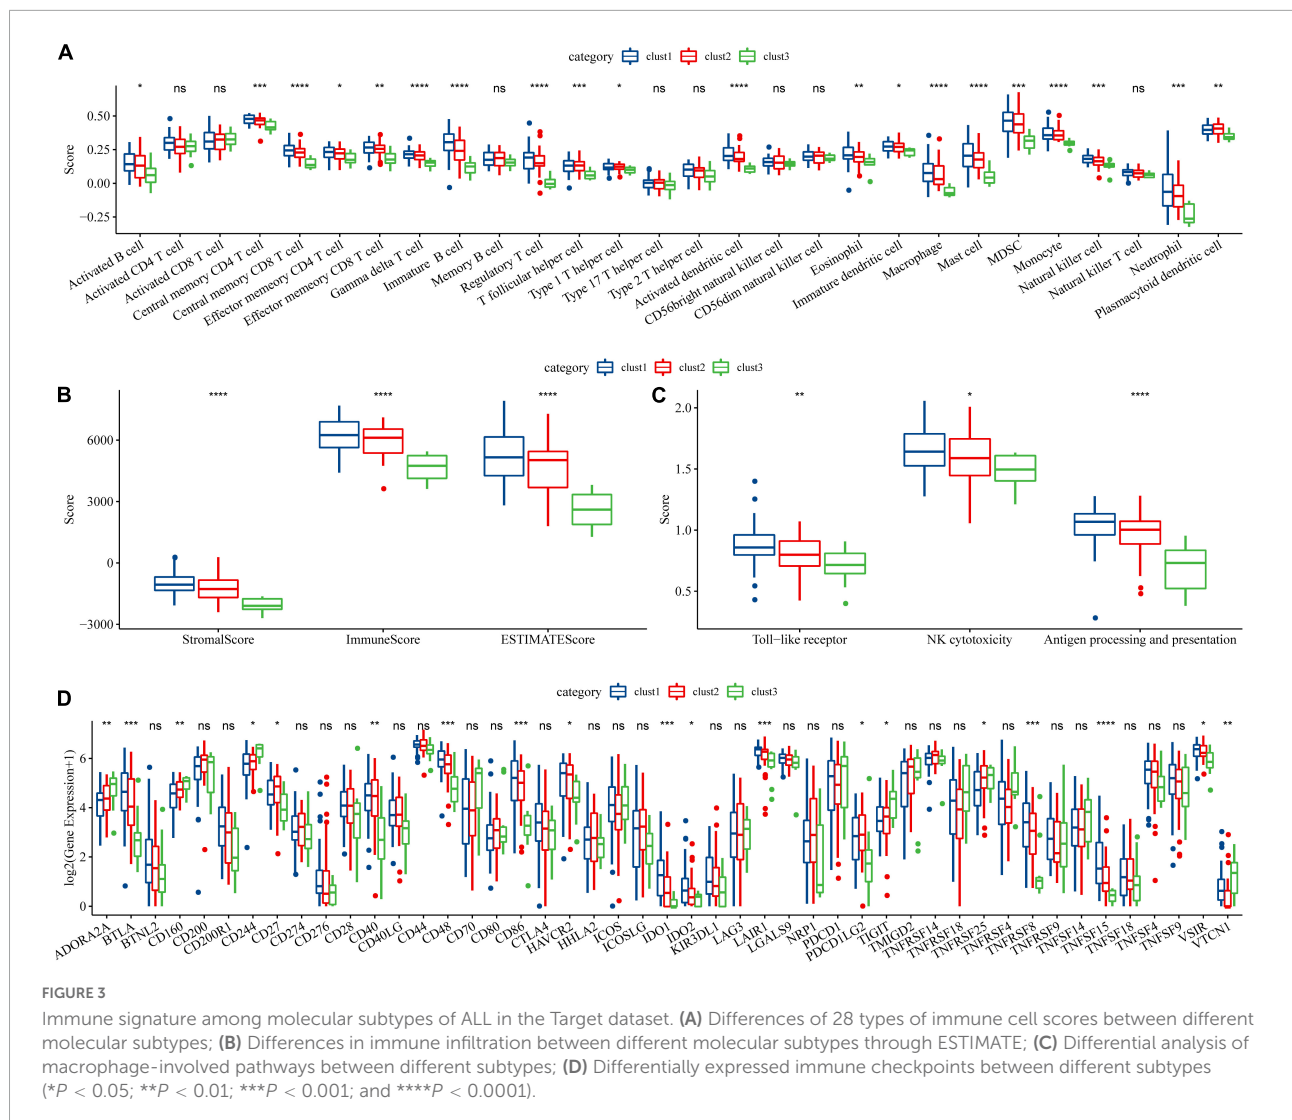 A
category clust1 clust2 clust3
* ns ns *** **** * ** **** **** ns **** *** * ns ns **** ns ns ** * **** **** *** **** *** ns *** **
Score
0.50
0.25
0.00
−0.25
Activated B cell
Activated CD4 T cell
Activated CD8 T cell
Central memory CD4 T cell
Central memory CD8 T cell
Effector memeory CD4 T cell
Effector memeory CD8 T cell
Gamma delta T cell
Immature B cell
Memory B cell
Regulatory T cell
T follicular helper cell
Type 1 T helper cell
Type 17 T helper cell
Type 2 T helper cell
Activated dendritic cell
CD56bright natural killer cell
CD56dim natural killer cell
Eosinophil
Immature dendritic cell
Macrophage
Mast cell
MDSC
Monocyte
Natural killer cell
Natural killer T cell
Neutrophil
Plasmacytoid dendritic cell
category clust1 clust2 clust3
B
**** **** ****
Score
6000
3000
0
−3000
StromalScore ImmuneScore ESTIMATEScore
category clust1 clust2 clust3
C
** * ****
Score
2.0
1.5
1.0
0.5
Toll−like receptor NK cytotoxicity Antigen processing and presentation
D
category clust1 clust2 clust3
** *** ns ** ns ns * * ns ns ns ** ns ns *** ns ns *** ns * ns ns ns *** * ns ns *** ns ns ns * * ns ns ns * ns *** ns ns **** ns ns ns * **
log2(Gene Expression+1)
6
4
2
0
ADORA2A
BTLA
BTNL2
CD160
CD200
CD200R1
CD244
CD27
CD274
CD276
CD28
CD40
CD40LG
CD44
CD48
CD70
CD80
CD86
CTLA4
HAVCR2
HHLA2
ICOS
ICOSLG
IDO1
IDO2
KIR3DL1
LAG3
LAIR1
LGALS9
NRP1
PDCD1
PDCD1LG2
TIGIT
TMIGD2
TNFRSF14
TNFRSF18
TNFRSF25
TNFRSF4
TNFRSF8
TNFRSF9
TNFSF14
TNFSF15
TNFSF18
TNFSF4
TNFSF9
VSIR
VTCN1
FIGURE 3
Immune signature among molecular subtypes of ALL in the Target dataset. (A) Differences of 28 types of immune cell scores between different
molecular subtypes; (B) Differences in immune infiltration between different molecular subtypes through ESTIMATE; (C) Differential analysis of
macrophage-involved pathways between different subtypes; (D) Differentially expressed immune checkpoints between different subtypes
(*P < 0.05; **P < 0.01; ***P < 0.001; and ****P < 0.0001).